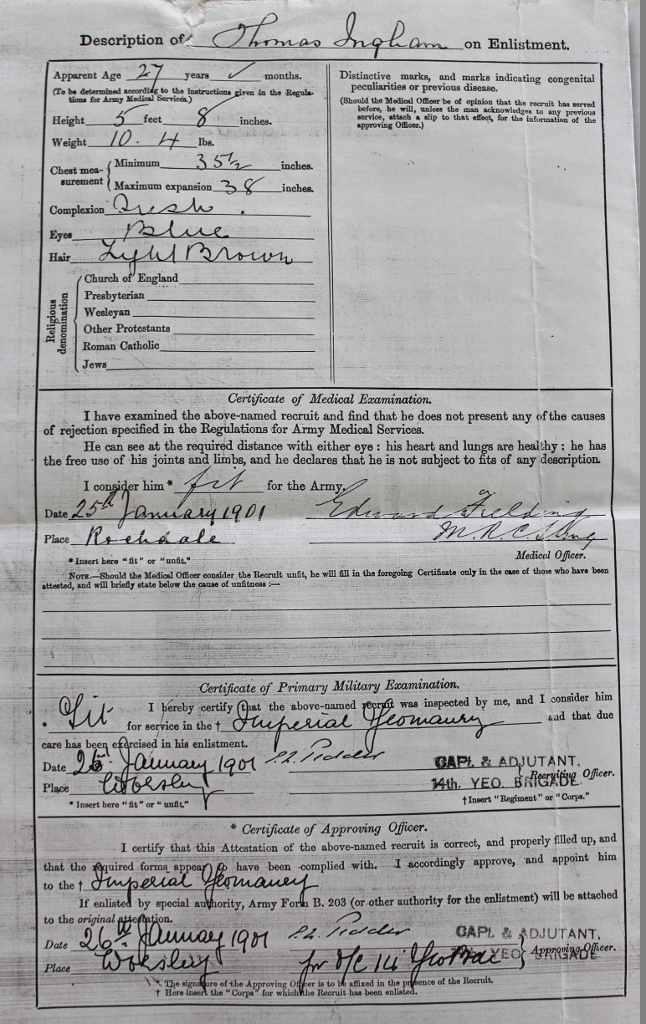 Description of Thomas Ingham on Enlistment.
Apparent Age 27 years ✓ months.
(To be determined according to the instructions given in the Regula-
tions for Army Medical Services.)
Height 5 feet 8 inches.
Weight 10.4 lbs.
Chest mea-
surement
Minimum 35½ inches.
Maximum expansion 38 inches.
Complexion Fresh.
Eyes Blue
Hair Light Brown
Religious
denomination
Church of England
Presbyterian
Wesleyan
Other Protestants
Roman Catholic
Jews
Distinctive marks, and marks indicating congenital
peculiarities or previous disease.
(Should the Medical Officer be of opinion that the recruit has served
before, he will, unless the man acknowledges to any previous
service, attach a slip to that effect, for the information of the
approving Officer.)
Certificate of Medical Examination.
I have examined the above-named recruit and find that he does not present any of the causes
of rejection specified in the Regulations for Army Medical Services.
He can see at the required distance with either eye: his heart and lungs are healthy: he has
the free use of his joints and limbs, and he declares that he is not subject to fits of any description.
I consider him * fit for the Army.
Date 25th January 1901 Edward Fielding
Place Rochdale M.R.C.S.
Medical Officer.
* Insert here "fit" or "unfit."
NOTE.—Should the Medical Officer consider the Recruit unfit, he will fill in the foregoing Certificate only in the case of those who have been
attested, and will briefly state below the cause of unfitness:—
Certificate of Primary Military Examination.
I hereby certify that the above-named recruit was inspected by me, and I consider him
* Fit for service in the † Imperial Yeomanry and that due
care has been exercised in his enlistment.
Date 26 January 1901 CAPT. & ADJUTANT,
14th. YEO. BRIGADE. Recruiting Officer.
Place Worsley
* Insert here "fit" or "unfit." † Insert "Regiment" or "Corps."
* Certificate of Approving Officer.
I certify that this Attestation of the above-named recruit is correct, and properly filled up, and
that the required forms appear to have been complied with. I accordingly approve, and appoint him
to the † Imperial Yeomanry
If enlisted by special authority, Army Form B. 203 (or other authority for the enlistment) will be attached
to the original attestation.
Date 26th January 1901 CAPT. & ADJUTANT,
YEO. BRIGADE. Approving Officer.
Place Worsley for O/C 14
* The signature of the Approving Officer is to be affixed in the presence of the Recruit.
† Here insert the "Corps" for which the Recruit has been enlisted.